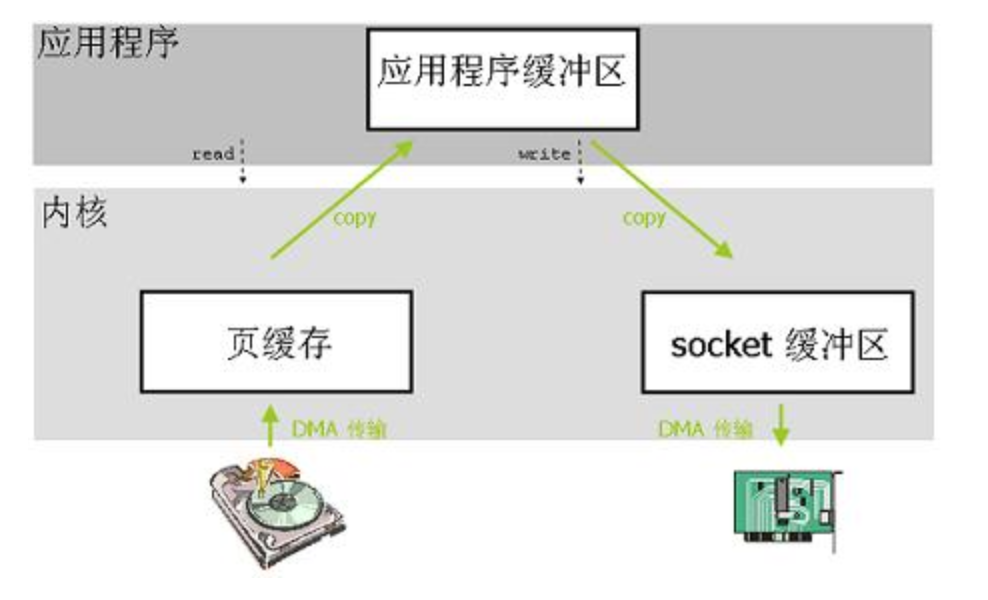 应用程序
应用程序缓冲区
read
write
内核
copy
copy
页缓存
socket 缓冲区
DMA 传输
DMA 传输